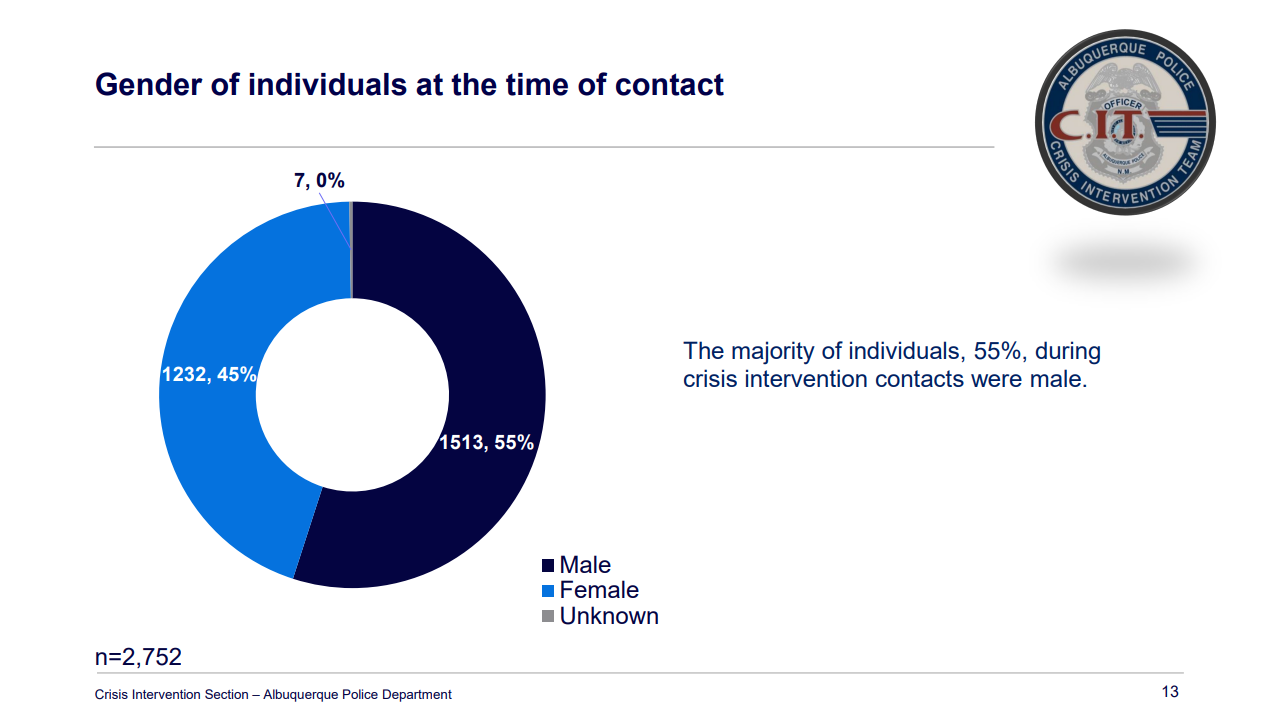 Gender of individuals at the time of contact
ALBUQUERQUE POLICE
OFFICER
C.I.T.
ALBUQUERQUE POLICE
N.M.
CRISIS INTERVENTION TEAM
7, 0%
1232, 45%
1513, 55%
The majority of individuals, 55%, during
crisis intervention contacts were male.
Male
Female
Unknown
n=2,752
Crisis Intervention Section – Albuquerque Police Department
13